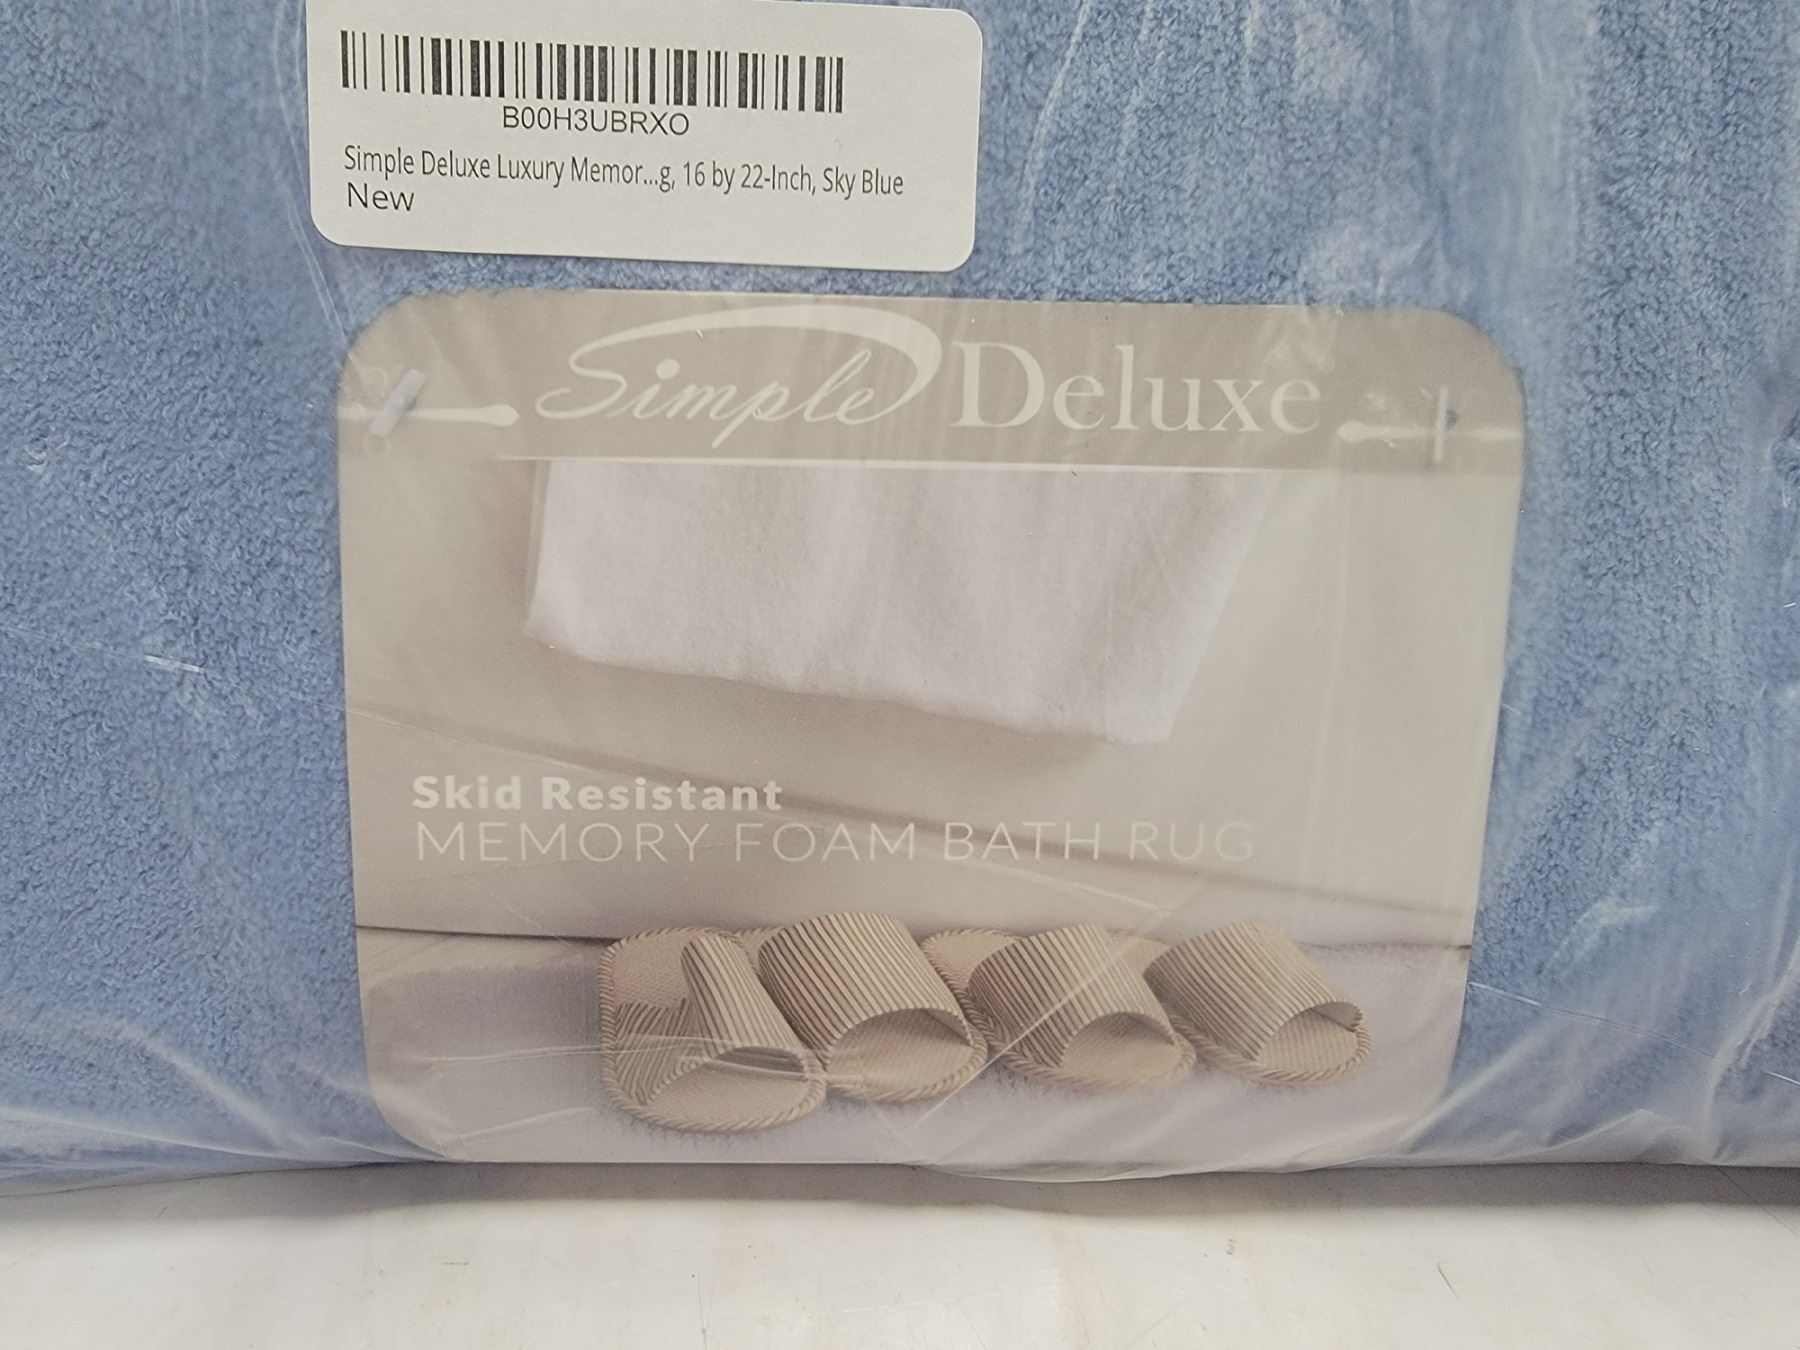 B00H3UBRXO
Simple Deluxe Luxury Memor...g, 16 by 22-Inch, Sky Blue
New
Simple Deluxe
Skid Resistant
MEMORY FOAM BATH RUG